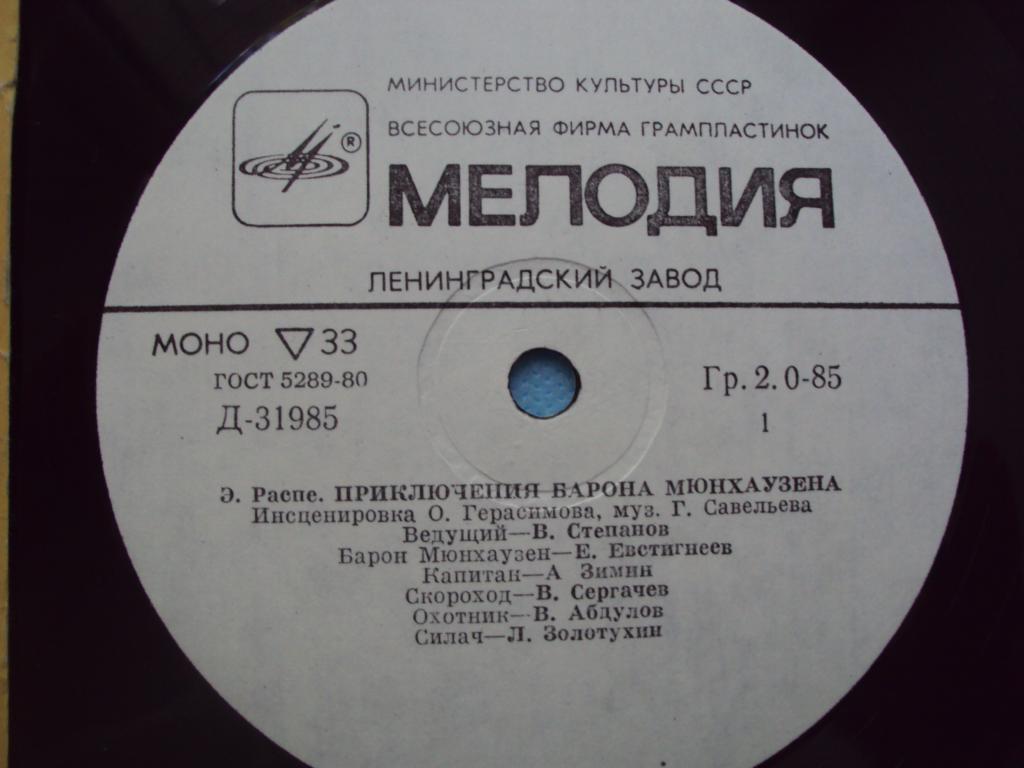 МИНИСТЕРСТВО КУЛЬТУРЫ СССР
ВСЕСОЮЗНАЯ ФИРМА ГРАМПЛАСТИНОК
®
МЕЛОДИЯ
ЛЕНИНГРАДСКИЙ ЗАВОД
МОНО ▽ 33
ГОСТ 5289-80
Д-31985
Гр. 2. 0-85
1
Э. Распе. ПРИКЛЮЧЕНИЯ БАРОНА МЮНХАУЗЕНА
Инсценировка О. Герасимова, муз. Г. Савельева
Ведущий—В. Степанов
Барон Мюнхаузен—Е. Евстигнеев
Капитан—А Зимин
Скороход—В. Сергачев
Охотник—В. Абдулов
Силач—Л. Золотухин